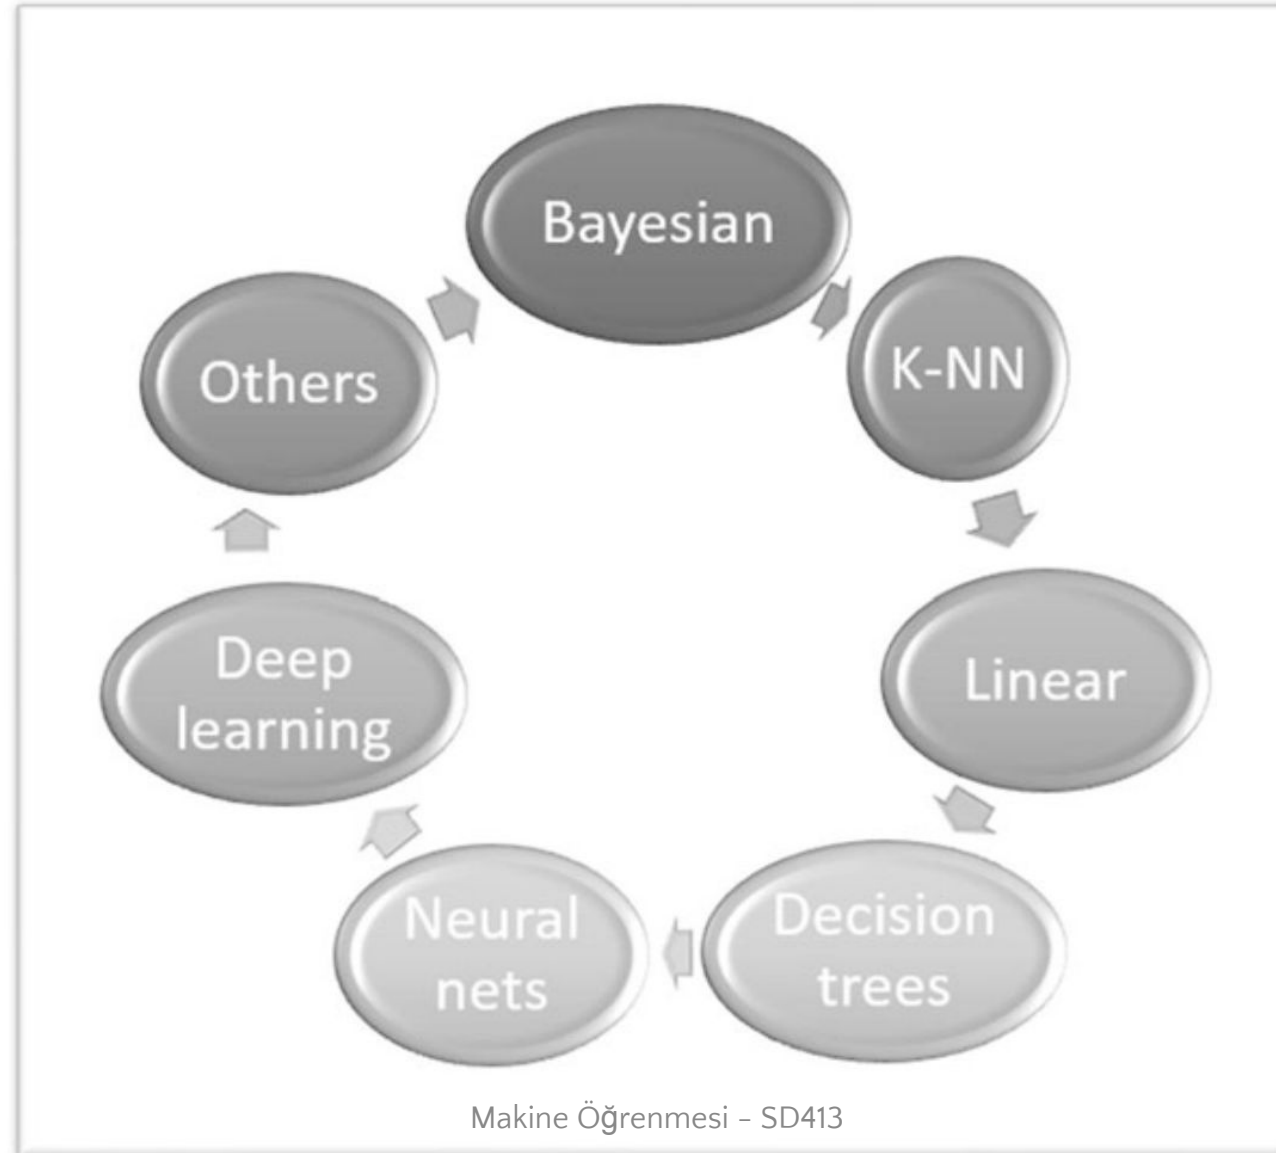 Bayesian
K-NN
Linear
Decision
trees
Neural
nets
Deep
learning
Others
Makine Öğrenmesi - SD413